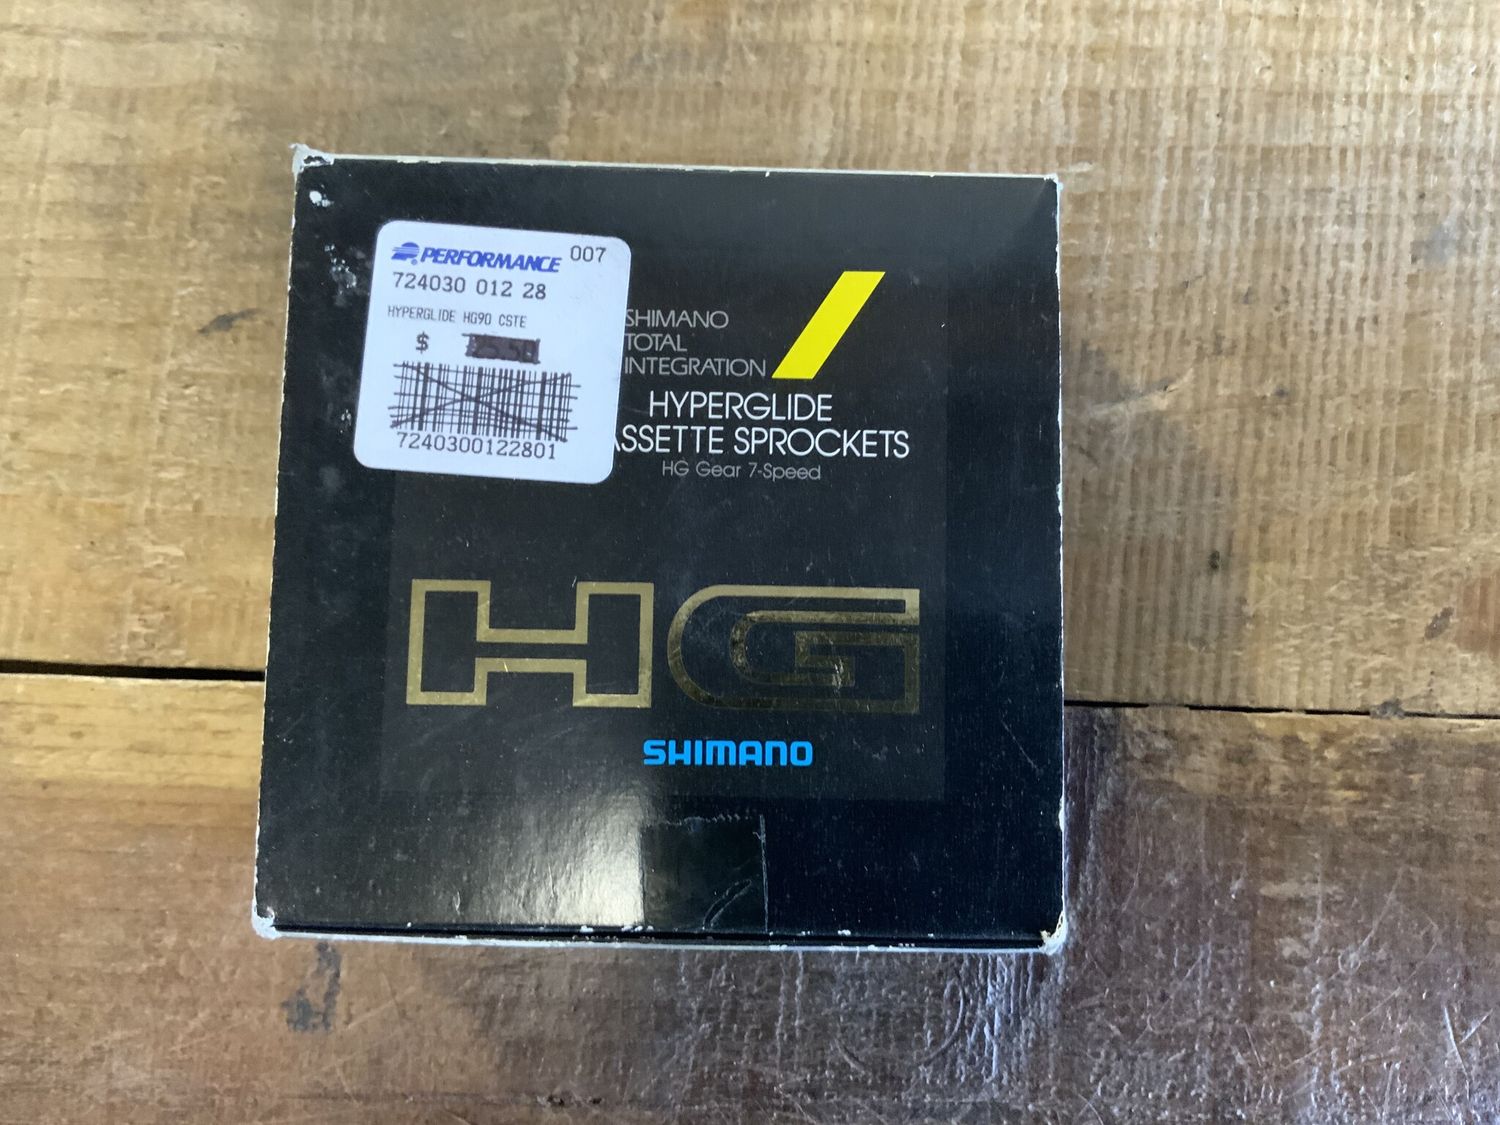 PERFORMANCE 007
724030 012 28
HYPERGLIDE HG90 CSTE
$
7240300122801
SHIMANO
TOTAL
INTEGRATION
HYPERGLIDE
ASSETTE SPROCKETS
HG Gear 7-Speed
HG
SHIMANO